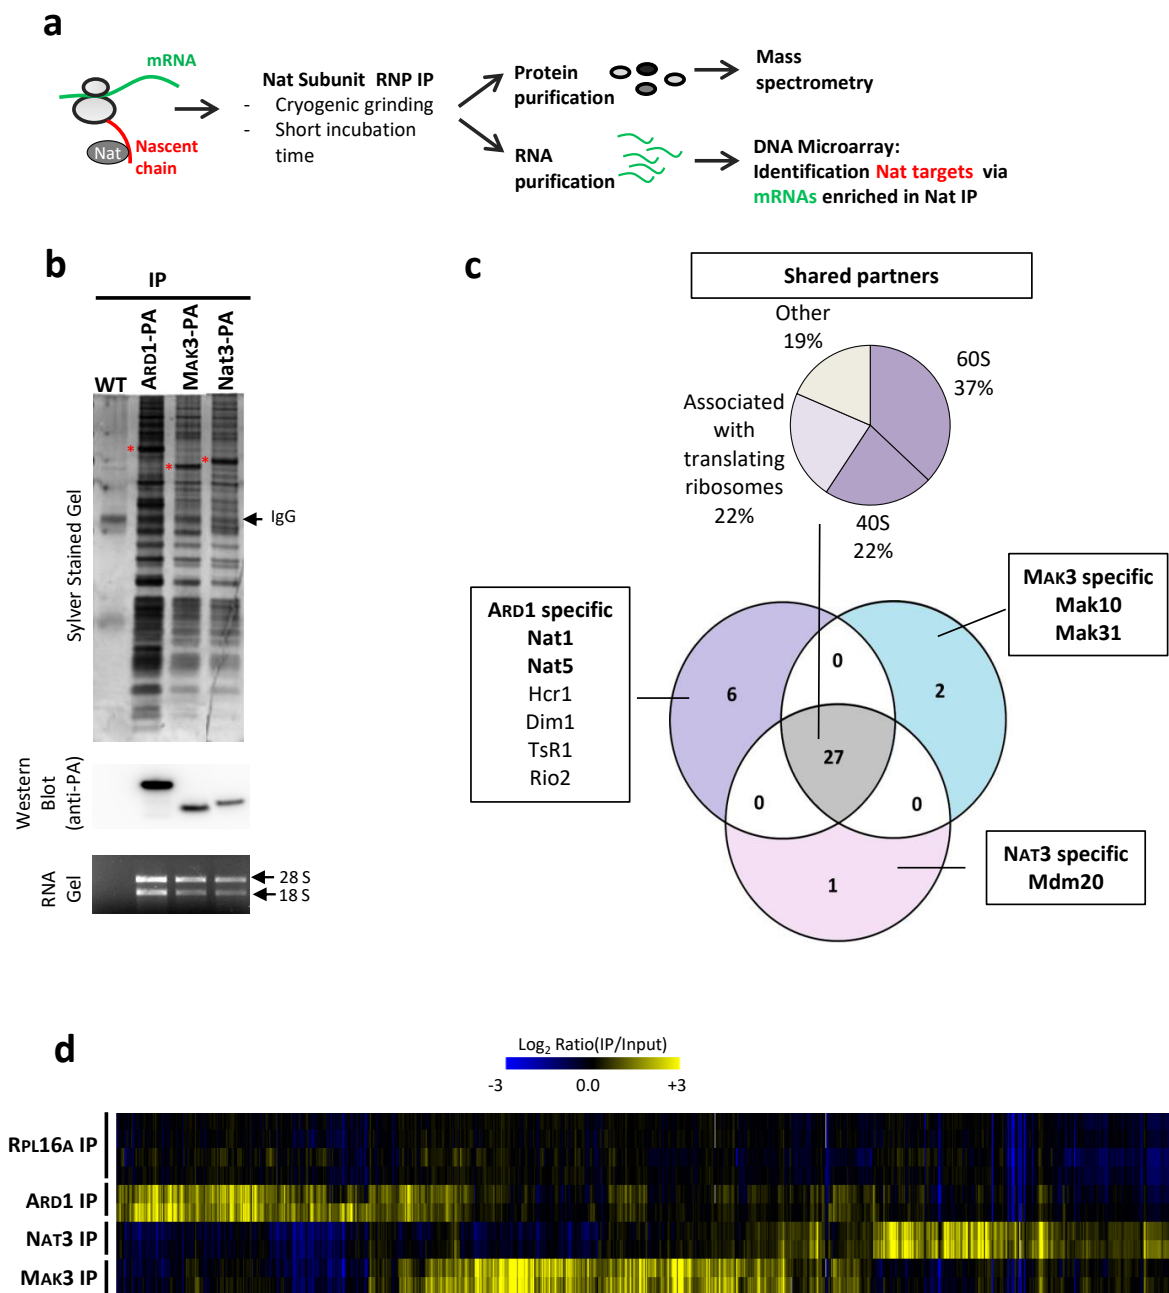 a
mRNA
Nat
Nascent
chain
Nat Subunit RNP IP
- Cryogenic grinding
- Short incubation
time
Protein
purification
Mass
spectrometry
RNA
purification
DNA Microarray:
Identification Nat targets via
mRNAs enriched in Nat IP
b
IP
WT
ARD1-PA
MAK3-PA
Nat3-PA
Sylver Stained Gel
*
*
*
IgG
Western
Blot
(anti-PA)
RNA
Gel
28 S
18 S
c
Shared partners
Other
19%
60S
37%
Associated
with
translating
ribosomes
22%
40S
22%
ARD1 specific
Nat1
Nat5
Hcr1
Dim1
TsR1
Rio2
MAK3 specific
Mak10
Mak31
0
6
2
27
0
0
1
NAT3 specific
Mdm20
d
Log2 Ratio(IP/Input)
-3
0.0
+3
RPL16A IP
ARD1 IP
NAT3 IP
MAK3 IP